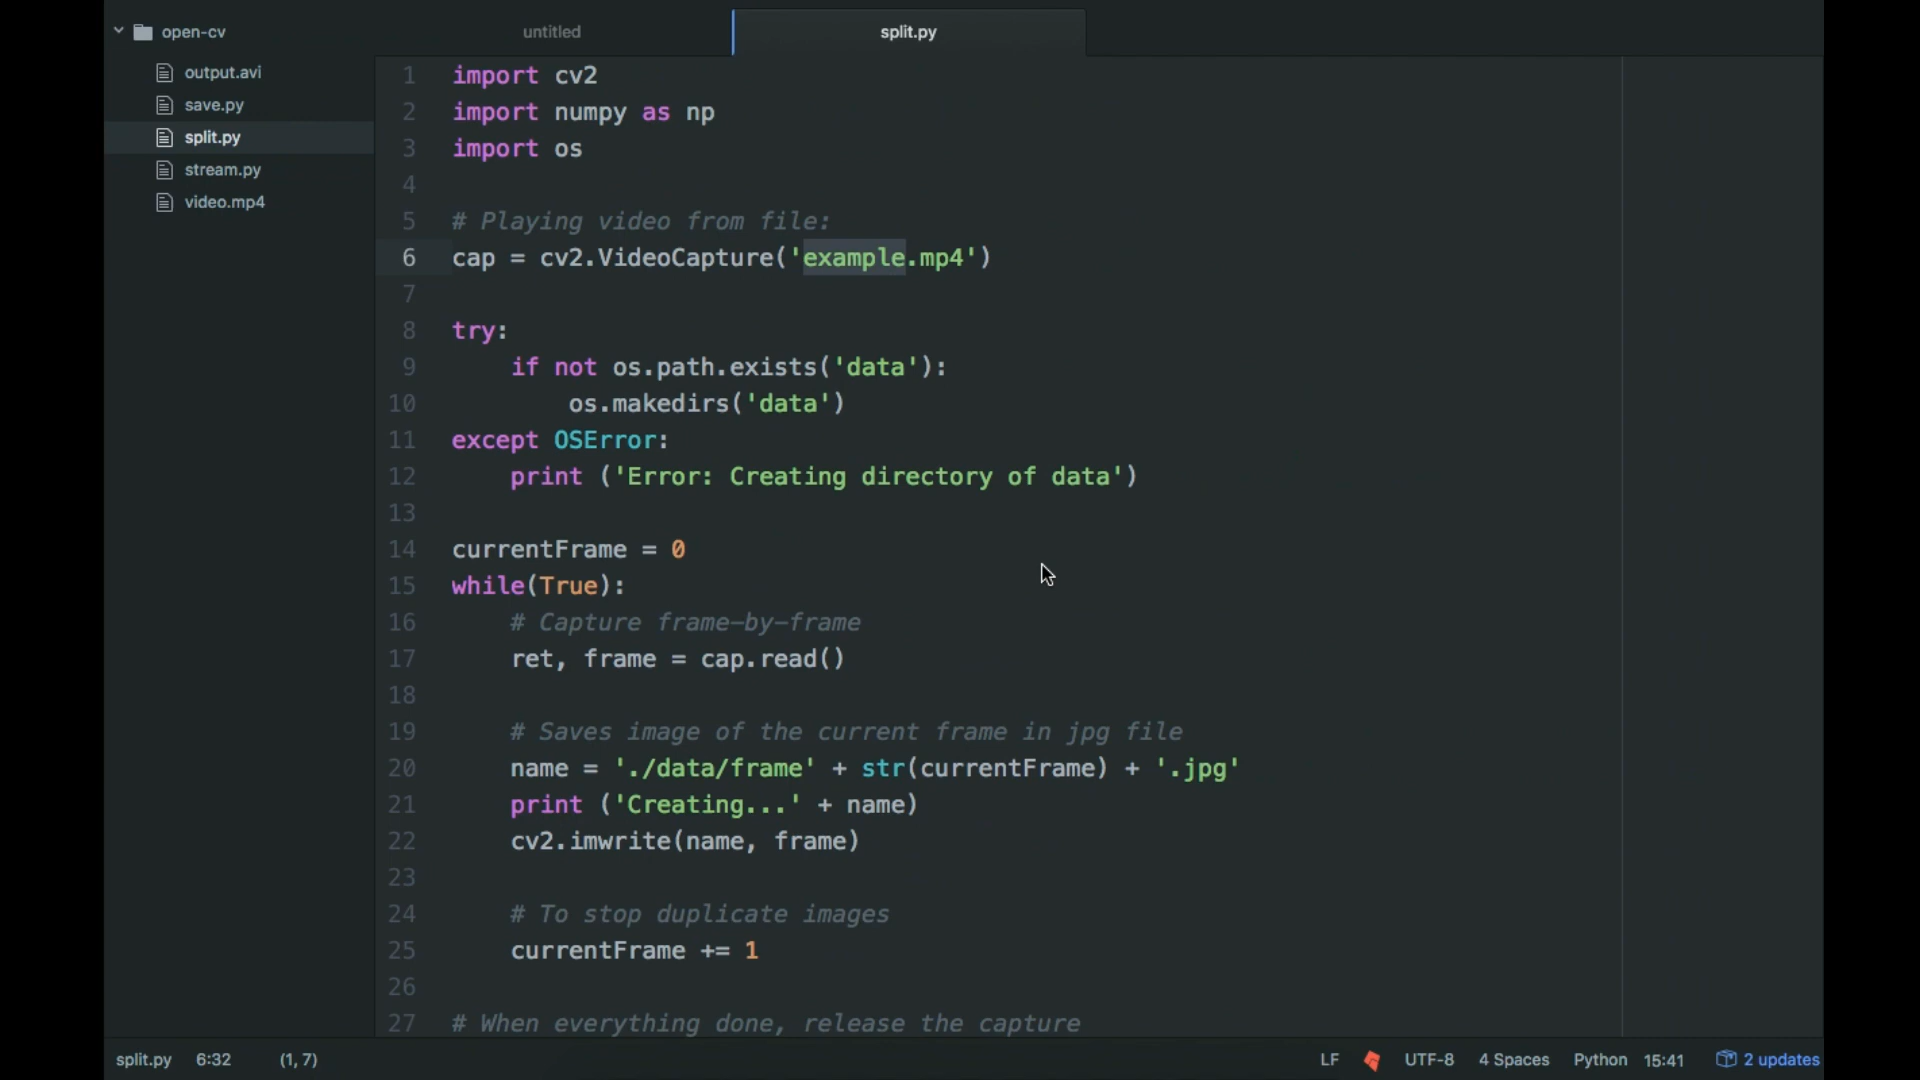 open-cv
output.avi
save.py
split.py
stream.py
video.mp4
untitled
split.py
1 import cv2
2 import numpy as np
3 import os
4
5 # Playing video from file:
6 cap = cv2.VideoCapture('example.mp4')
7
8 try:
9     if not os.path.exists('data'):
10         os.makedirs('data')
11 except OSError:
12     print ('Error: Creating directory of data')
13
14 currentFrame = 0
15 while(True):
16     # Capture frame-by-frame
17     ret, frame = cap.read()
18
19     # Saves image of the current frame in jpg file
20     name = './data/frame' + str(currentFrame) + '.jpg'
21     print ('Creating...' + name)
22     cv2.imwrite(name, frame)
23
24     # To stop duplicate images
25     currentFrame += 1
26
27 # When everything done, release the capture
split.py 6:32 (1, 7) LF UTF-8 4 Spaces Python 15:41 2 updates